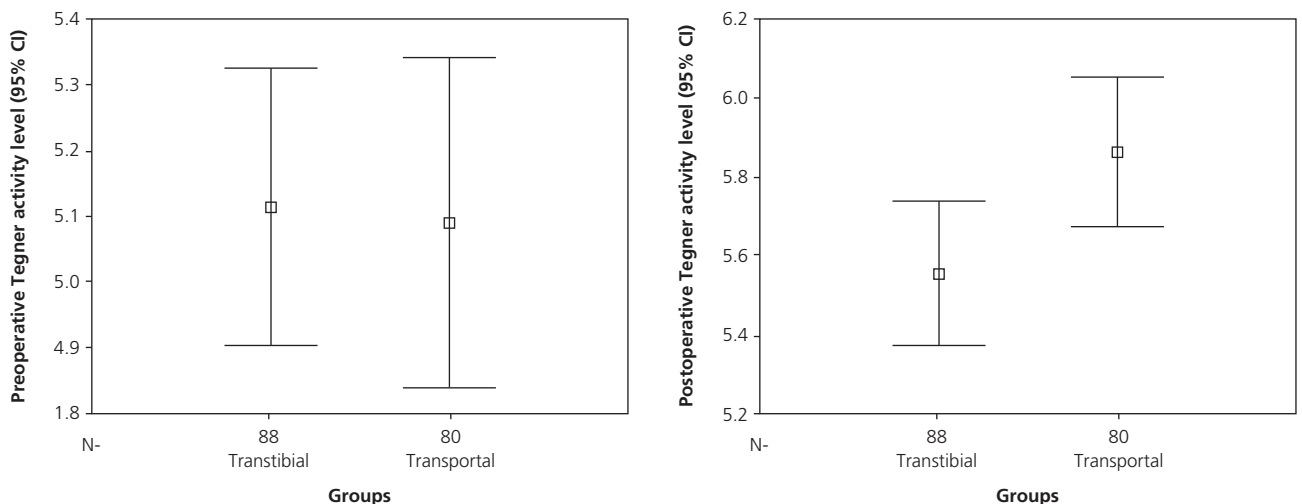 Preoperative Tegner activity level (95% CI)
5.4
5.3
5.2
5.1
5.0
4.9
1.8
N-
88
80
Transtibial
Transportal
Groups
Postoperative Tegner activity level (95% CI)
6.2
6.0
5.8
5.6
5.4
5.2
N-
88
80
Transtibial
Transportal
Groups